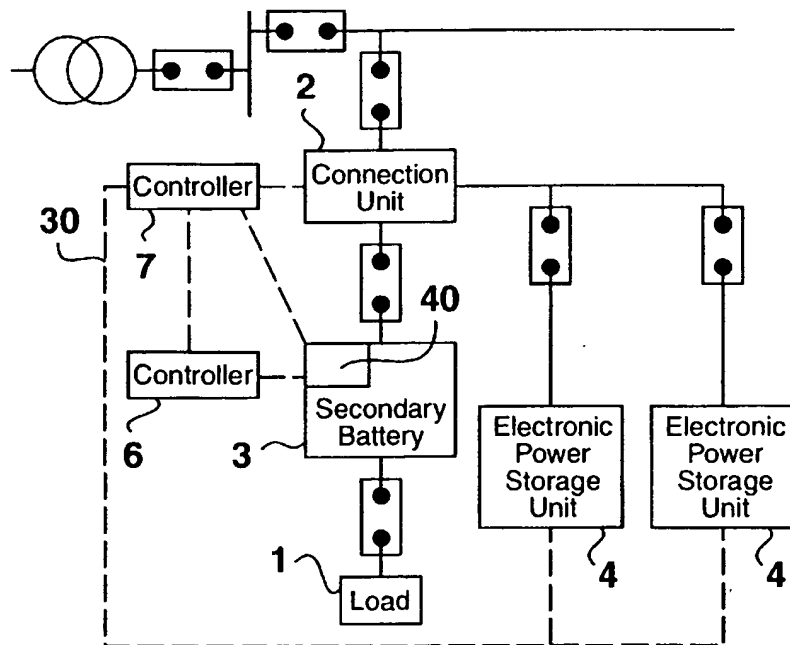 2
Controller
Connection
Unit
30
7
40
Controller
Secondary
Battery
Electronic
Power
Storage
Unit
Electronic
Power
Storage
Unit
6
3
4
4
1
Load